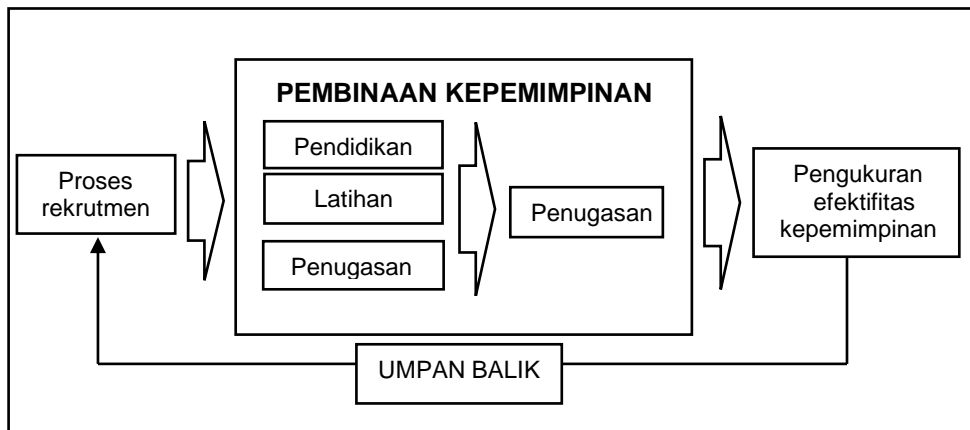 PEMBINAAN KEPEMIMPINAN
Proses
rekrutmen
Pendidikan
Latihan
Penugasan
Penugasan
Pengukuran
efektifitas
kepemimpinan
UMPAN BALIK